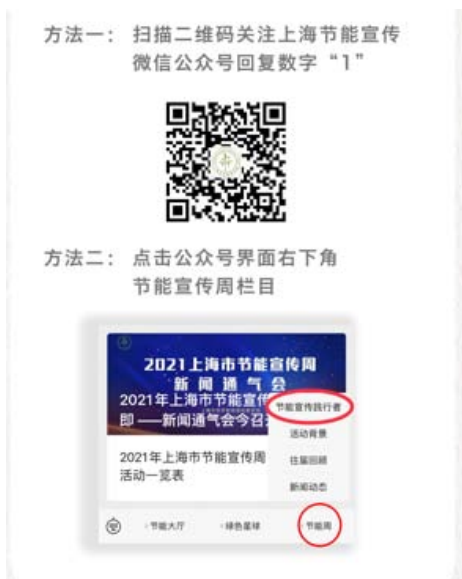 方法一： 扫描二维码关注上海节能宣传
微信公众号回复数字“1”
方法二： 点击公众号界面右下角
节能宣传周栏目
2021上海市节能宣传周
新闻通气会
2021年上海市节能宣传
即——新闻通气会今召
节能宣传践行者
活动背景
2021年上海市节能宣传周
活动一览表
往届回顾
新闻动态
节能大厅
绿色星球
节能周